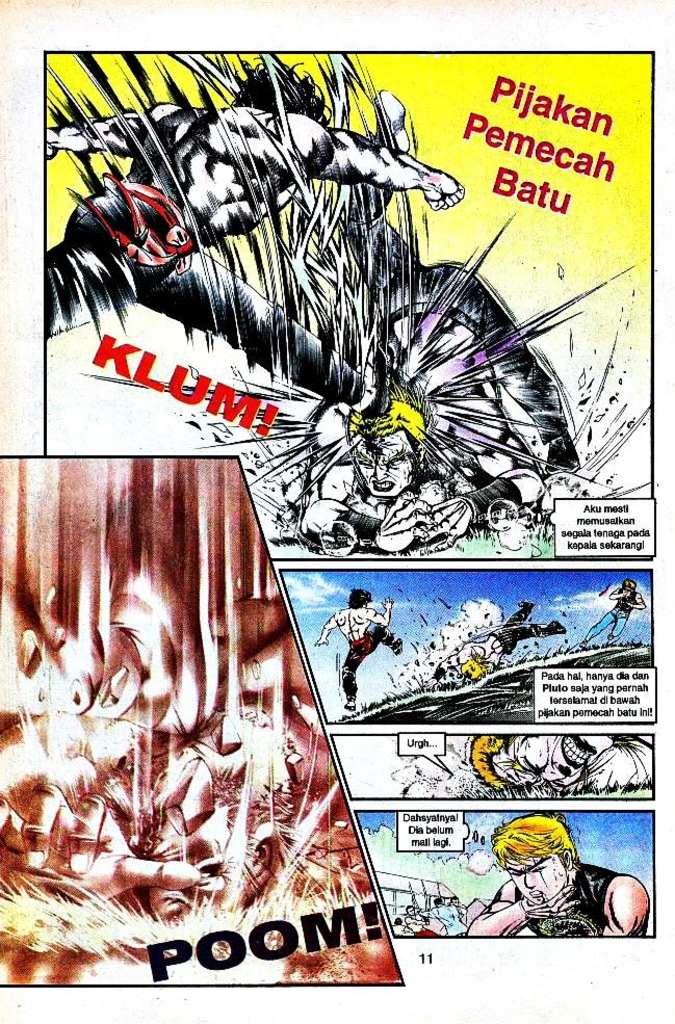 Pijakan
Pemecah
Batu
KLUM!
Aku mesti
memusatkan
segala tenaga pada
kepala sekarang!
POOM!
Pada hal, hanya dia dan
Pluto saja yang pernah
terselamat di bawah
pijakan pemecah batu ini!
Urgh...
Dahsyatnya!
Dia belum
mati lagi.
11